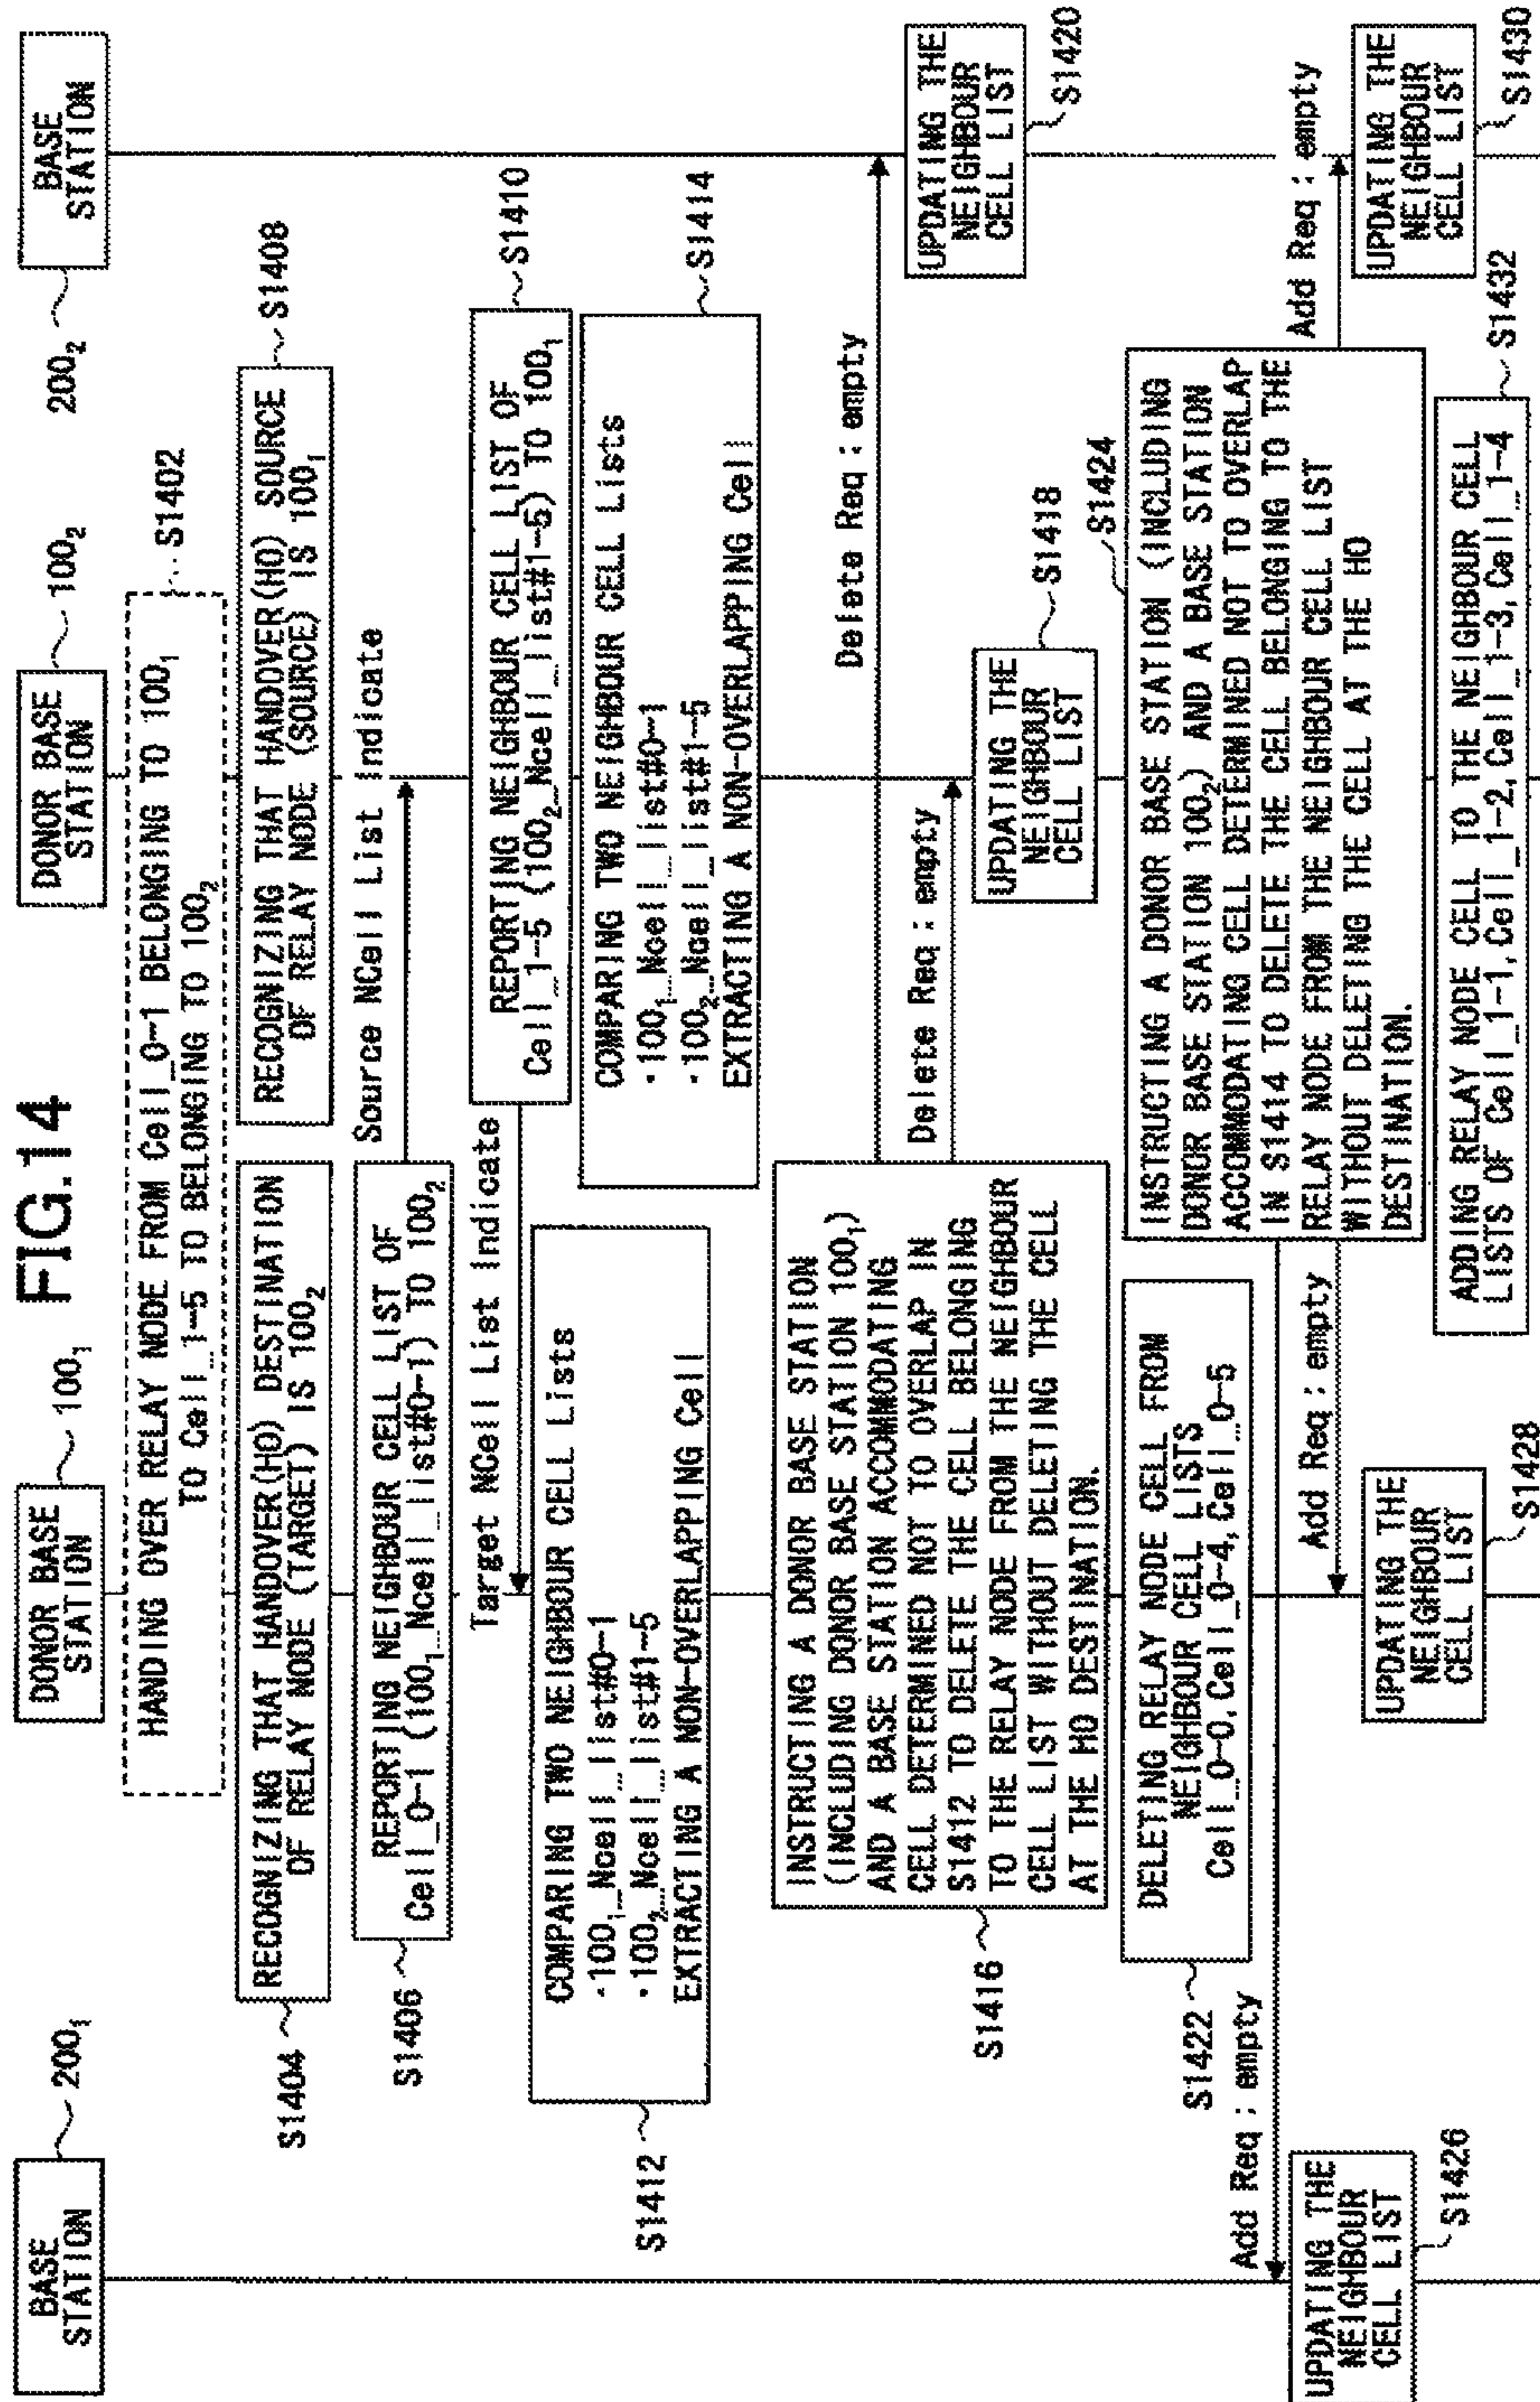 FIG.14
BASE
STATION
200₁
DONOR BASE
STATION
100₁
DONOR BASE
STATION
100₂
BASE
STATION
200₂
HANDING OVER RELAY NODE FROM Cell_0-1 BELONGING TO 100₁
TO Cell_1-5 TO BELONGING TO 100₂
S1402
RECOGNIZING THAT HANDOVER(HO) DESTINATION
OF RELAY NODE (TARGET) IS 100₂
S1404
RECOGNIZING THAT HANDOVER(HO) SOURCE
OF RELAY NODE (SOURCE) IS 100₁
S1408
REPORTING NEIGHBOUR CELL LIST OF
Cell_0-1 (100₁_Ncell_list#0-1) TO 100₂
S1406
Source NCell List Indicate
REPORTING NEIGHBOUR CELL LIST OF
Cell_1-5 (100₂_Ncell_list#1-5) TO 100₁
S1410
Target NCell List Indicate
COMPARING TWO NEIGHBOUR CELL Lists
·100₁_Ncell_list#0-1
·100₂_Ncell_list#1-5
EXTRACTING A NON-OVERLAPPING Cell
S1412
COMPARING TWO NEIGHBOUR CELL Lists
·100₁_Ncell_list#0-1
·100₂_Ncell_list#1-5
EXTRACTING A NON-OVERLAPPING Cell
S1414
INSTRUCTING A DONOR BASE STATION
(INCLUDING DONOR BASE STATION 100₁)
AND A BASE STATION ACCOMMODATING
CELL DETERMINED NOT TO OVERLAP IN
S1412 TO DELETE THE CELL BELONGING
TO THE RELAY NODE FROM THE NEIGHBOUR
CELL LIST WITHOUT DELETING THE CELL
AT THE HO DESTINATION.
S1416
Delete Req : empty
Delete Req : empty
UPDATING THE
NEIGHBOUR
CELL LIST
S1418
UPDATING THE
NEIGHBOUR
CELL LIST
S1420
DELETING RELAY NODE CELL FROM
NEIGHBOUR CELL LISTS
Cell_0-0, Cell_0-4, Cell_0-5
S1422
INSTRUCTING A DONOR BASE STATION (INCLUDING
DONOR BASE STATION 100₂) AND A BASE STATION
ACCOMMODATING CELL DETERMINED NOT TO OVERLAP
IN S1414 TO DELETE THE CELL BELONGING TO THE
RELAY NODE FROM THE NEIGHBOUR CELL LIST
WITHOUT DELETING THE CELL AT THE HO
DESTINATION.
S1424
Add Req : empty
Add Req : empty
Add Req : empty
UPDATING THE
NEIGHBOUR
CELL LIST
S1426
UPDATING THE
NEIGHBOUR
CELL LIST
S1428
UPDATING THE
NEIGHBOUR
CELL LIST
S1430
ADDING RELAY NODE CELL TO THE NEIGHBOUR CELL
LISTS OF Cell_1-1, Cell_1-2, Cell_1-3, Cell_1-4
S1432